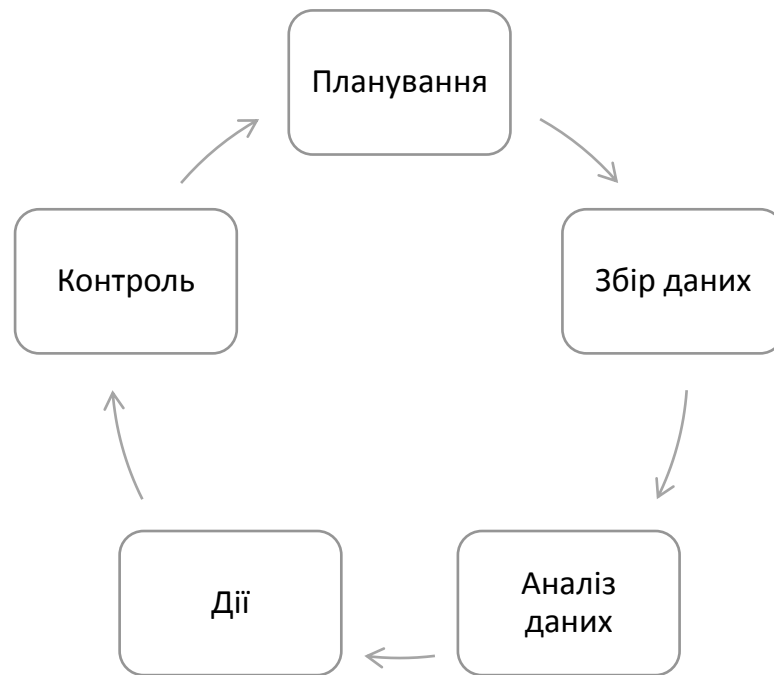 Планування
Збір даних
Аналіз
даних
Дії
Контроль